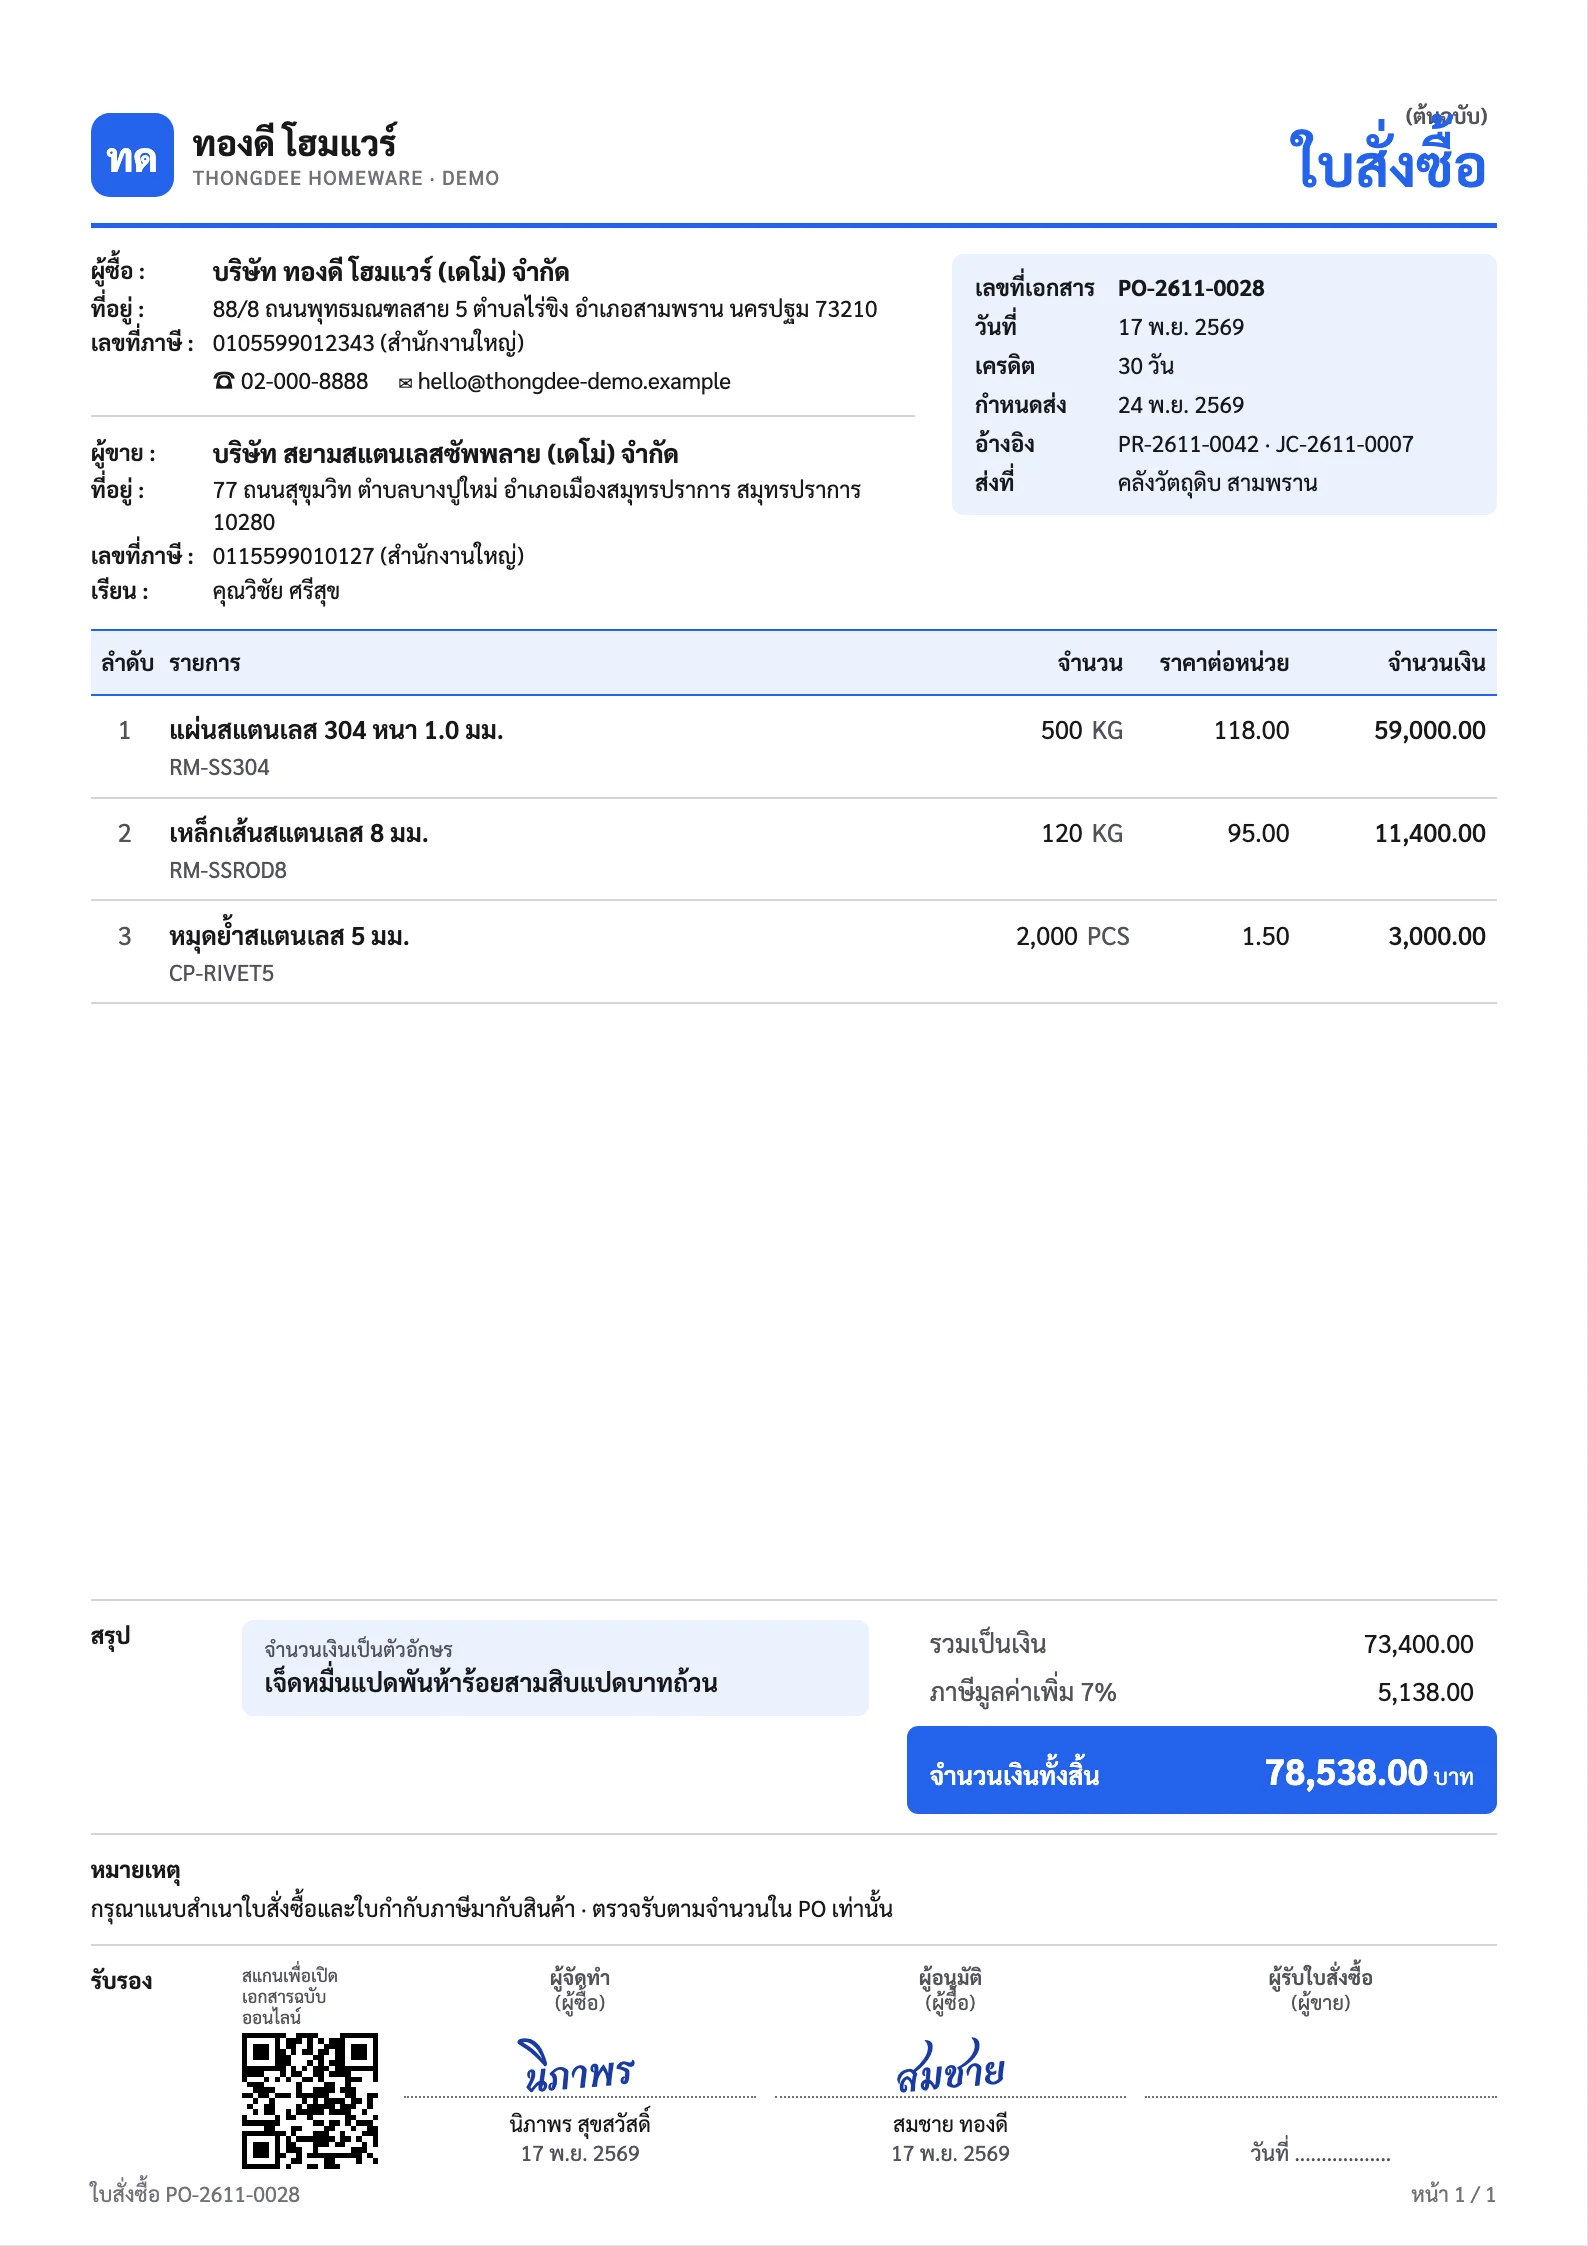 ทด
ทองดี โฮมแวร์
THONGDEE HOMEWARE · DEMO
(ต้นฉบับ)
ใบสั่งซื้อ
ผู้ซื้อ : บริษัท ทองดี โฮมแวร์ (เดโม่) จำกัด
ที่อยู่ : 88/8 ถนนพุทธมณฑลสาย 5 ตำบลไร่ขิง อำเภอสามพราน นครปฐม 73210
เลขที่ภาษี : 0105599012343 (สำนักงานใหญ่)
☎ 02-000-8888 ✉ hello@thongdee-demo.example
ผู้ขาย : บริษัท สยามสแตนเลสซัพพลาย (เดโม่) จำกัด
ที่อยู่ : 77 ถนนสุขุมวิท ตำบลบางปูใหม่ อำเภอเมืองสมุทรปราการ สมุทรปราการ
10280
เลขที่ภาษี : 0115599010127 (สำนักงานใหญ่)
เรียน : คุณวิชัย ศรีสุข
เลขที่เอกสาร PO-2611-0028
วันที่ 17 พ.ย. 2569
เครดิต 30 วัน
กำหนดส่ง 24 พ.ย. 2569
อ้างอิง PR-2611-0042 · JC-2611-0007
ส่งที่ คลังวัตถุดิบ สามพราน
ลำดับ รายการ จำนวน ราคาต่อหน่วย จำนวนเงิน
1 แผ่นสแตนเลส 304 หนา 1.0 มม. 500 KG 118.00 59,000.00
RM-SS304
2 เหล็กเส้นสแตนเลส 8 มม. 120 KG 95.00 11,400.00
RM-SSROD8
3 หมุดย้ำสแตนเลส 5 มม. 2,000 PCS 1.50 3,000.00
CP-RIVET5
สรุป
จำนวนเงินเป็นตัวอักษร
เจ็ดหมื่นแปดพันห้าร้อยสามสิบแปดบาทถ้วน
รวมเป็นเงิน 73,400.00
ภาษีมูลค่าเพิ่ม 7% 5,138.00
จำนวนเงินทั้งสิ้น 78,538.00 บาท
หมายเหตุ
กรุณาแนบสำเนาใบสั่งซื้อและใบกำกับภาษีมากับสินค้า · ตรวจรับตามจำนวนใน PO เท่านั้น
รับรอง
สแกนเพื่อเปิด
เอกสารฉบับ
ออนไลน์
ผู้จัดทำ
(ผู้ซื้อ)
นิภาพร
นิภาพร สุขสวัสดิ์
17 พ.ย. 2569
ผู้อนุมัติ
(ผู้ซื้อ)
สมชาย
สมชาย ทองดี
17 พ.ย. 2569
ผู้รับใบสั่งซื้อ
(ผู้ขาย)
วันที่ ..................
ใบสั่งซื้อ PO-2611-0028
หน้า 1 / 1